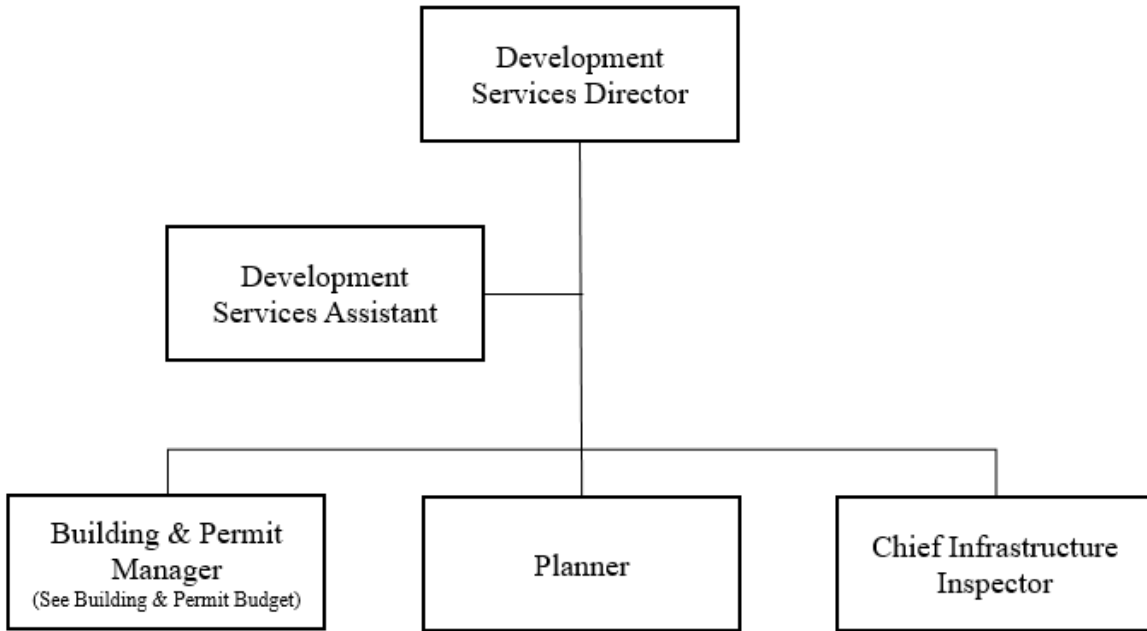 Development
Services Director
Development
Services Assistant
Building & Permit
Manager
(See Building & Permit Budget)
Planner
Chief Infrastructure
Inspector